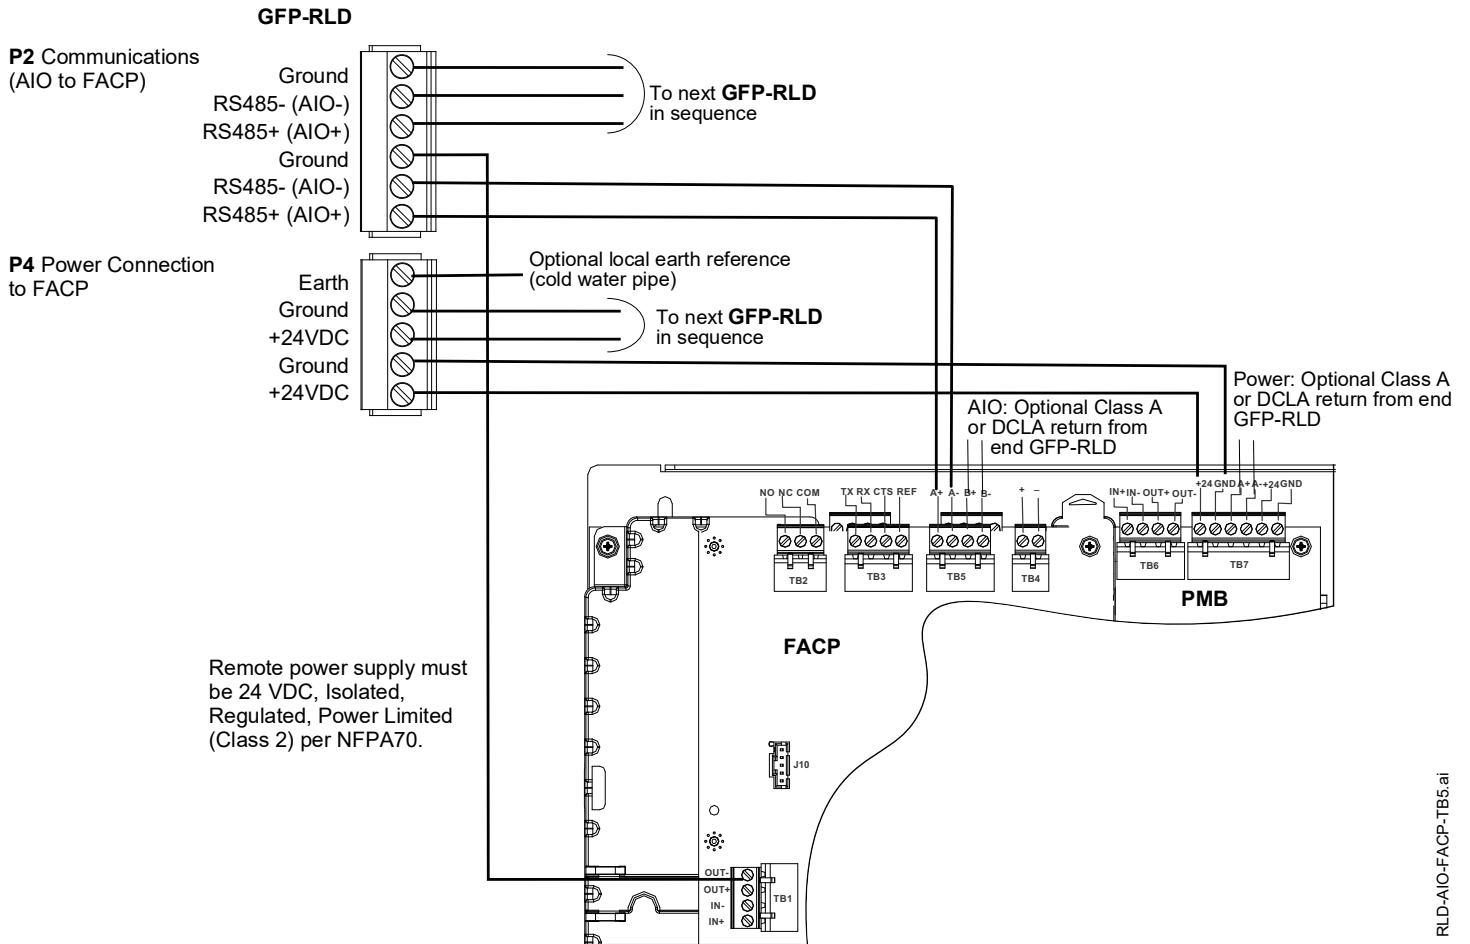 GFP-RLD
P2 Communications
(AIO to FACP)
Ground
RS485- (AIO-)
RS485+ (AIO+)
Ground
RS485- (AIO-)
RS485+ (AIO+)
To next GFP-RLD
in sequence
P4 Power Connection
to FACP
Earth
Ground
+24VDC
Ground
+24VDC
Optional local earth reference
(cold water pipe)
To next GFP-RLD
in sequence
Power: Optional Class A
or DCLA return from end
GFP-RLD
AIO: Optional Class A
or DCLA return from
end GFP-RLD
NO NC COM
TX RX CTS REF
A+ A- B+ B-
+ –
IN+ IN- OUT+ OUT-
+24 GND A+ A- +24 GND
TB2
TB3
TB5
TB4
TB6
TB7
PMB
FACP
Remote power supply must
be 24 VDC, Isolated,
Regulated, Power Limited
(Class 2) per NFPA70.
J10
OUT-
OUT+
IN-
IN+
TB1
RLD-AIO-FACP-TB5.ai